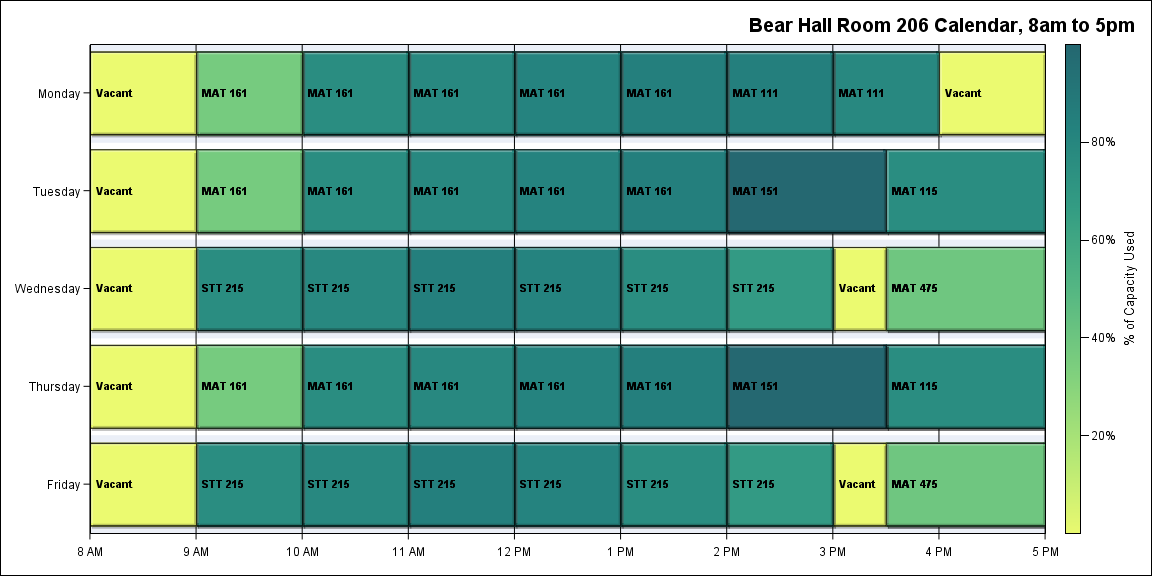 Bear Hall Room 206 Calendar, 8am to 5pm
Monday
Vacant
MAT 161
MAT 161
MAT 161
MAT 161
MAT 161
MAT 111
MAT 111
Vacant
Tuesday
Vacant
MAT 161
MAT 161
MAT 161
MAT 161
MAT 161
MAT 151
MAT 115
Wednesday
Vacant
STT 215
STT 215
STT 215
STT 215
STT 215
STT 215
Vacant
MAT 475
Thursday
Vacant
MAT 161
MAT 161
MAT 161
MAT 161
MAT 161
MAT 151
MAT 115
Friday
Vacant
STT 215
STT 215
STT 215
STT 215
STT 215
STT 215
Vacant
MAT 475
8 AM
9 AM
10 AM
11 AM
12 PM
1 PM
2 PM
3 PM
4 PM
5 PM
80%
60%
40%
20%
% of Capacity Used